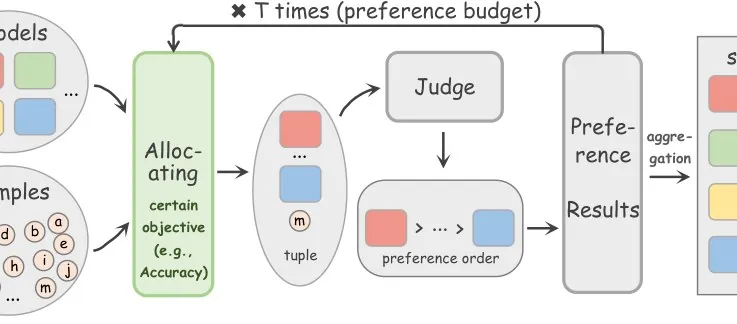 ✖ T times (preference budget)
odels
...
mples
a
b
d
e
h
i
j
m
...
Alloc-
ating
certain
objective
(e.g.,
Accuracy)
...
m
tuple
Judge
> ... >
preference order
Prefe-
rence
Results
aggre-
gation
s